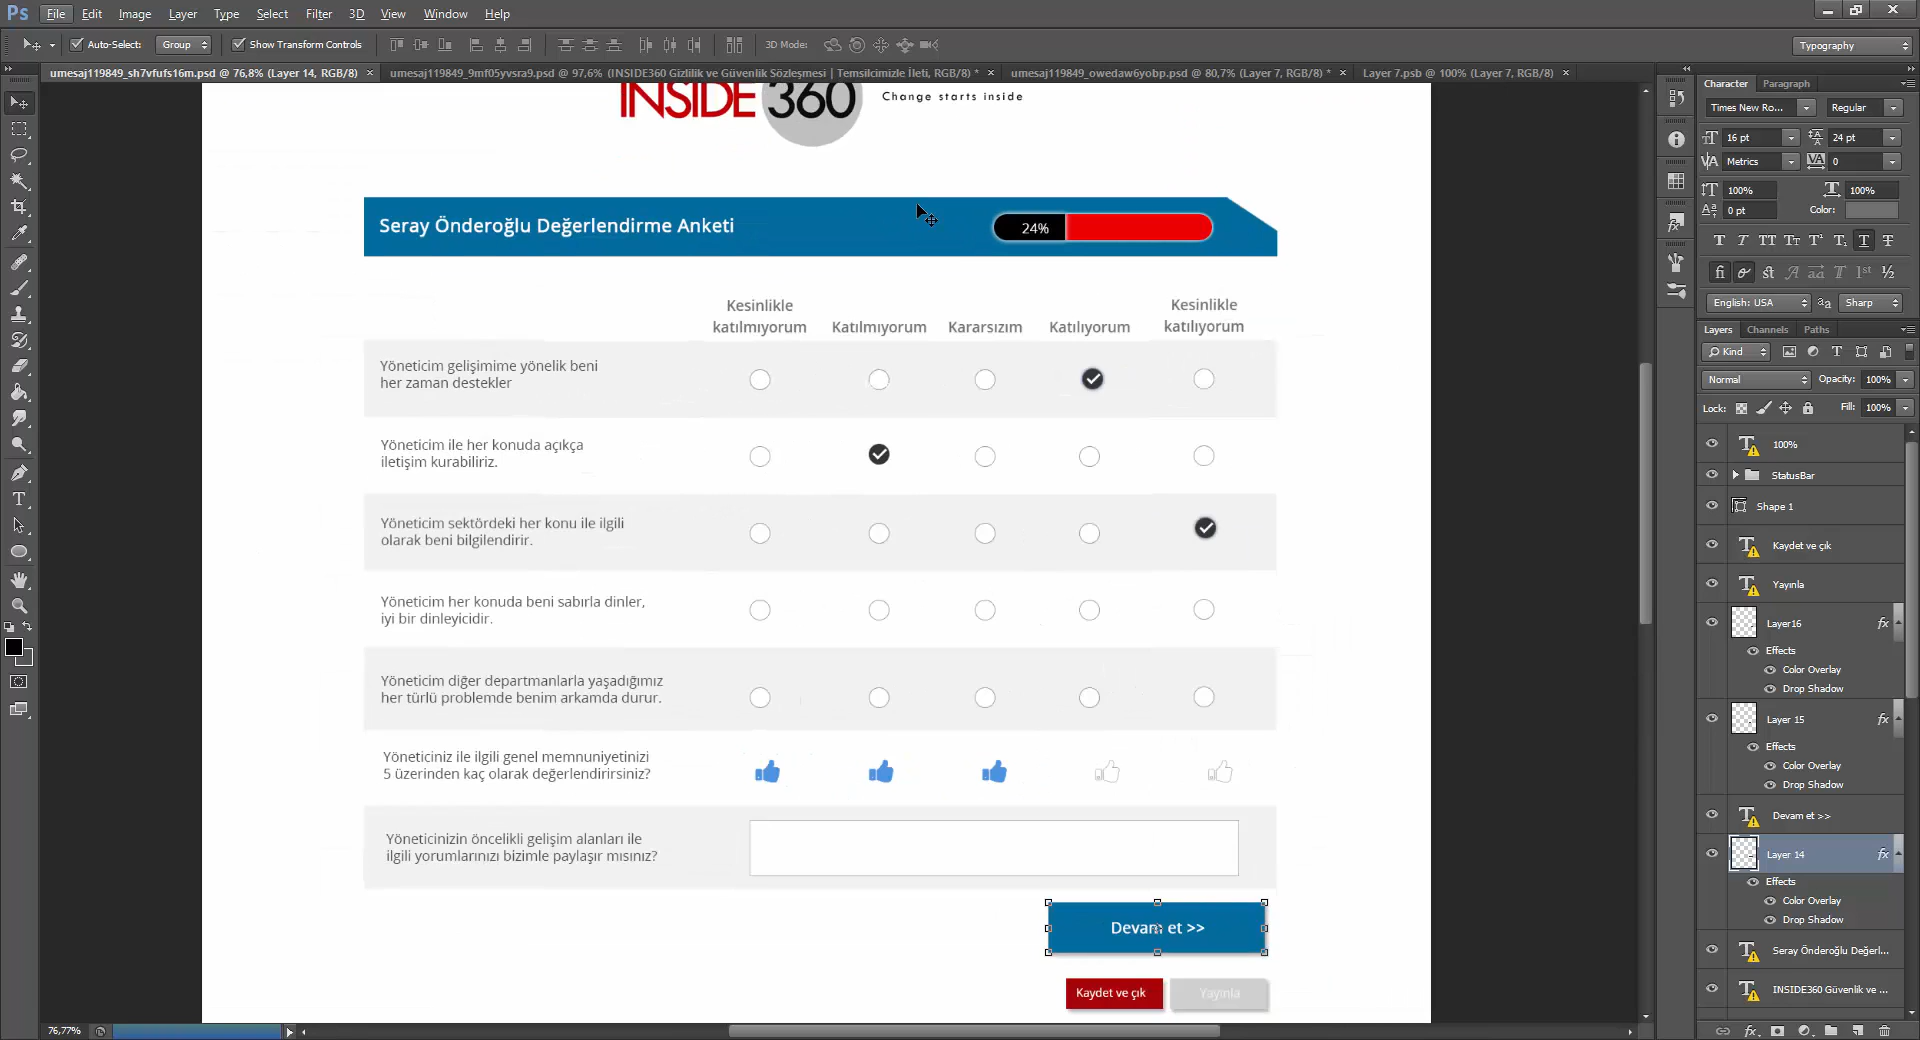 Ps File Edit Image Layer Type Select Filter 3D View Window Help
Auto-Select: Group Show Transform Controls 3D Mode: Typography
umesaj119849_sh7vfufs16m.psd @ 76,8% (Layer 14, RGB/8) ×
umesaj119849_9mf05yvsra9.psd @ 97,6% (INSIDE360 Gizlilik ve Güvenlik Sözleşmesi | Temsilcimizle İleti, RGB/8) * ×
umesaj119849_owedaw6yobp.psd @ 80,7% (Layer 7, RGB/8) * ×
Layer 7.psb @ 100% (Layer 7, RGB/8) ×
INSIDE 360 Change starts inside
Seray Önderoğlu Değerlendirme Anketi
24%
Kesinlikle
katılmıyorum
Katılmıyorum
Kararsızım
Katılıyorum
Kesinlikle
katılıyorum
Yöneticim gelişimime yönelik beni
her zaman destekler
Yöneticim ile her konuda açıkça
iletişim kurabiliriz.
Yöneticim sektördeki her konu ile ilgili
olarak beni bilgilendirir.
Yöneticim her konuda beni sabırla dinler,
iyi bir dinleyicidir.
Yöneticim diğer departmanlarla yaşadığımız
her türlü problemde benim arkamda durur.
Yöneticiniz ile ilgili genel memnuniyetinizi
5 üzerinden kaç olarak değerlendirirsiniz?
Yöneticinizin öncelikli gelişim alanları ile
ilgili yorumlarınızı bizimle paylaşır mısınız?
Devam et >>
Kaydet ve çık
Yayınla
76,77%
Character Paragraph
Times New Ro... Regular
16 pt 24 pt
Metrics 0
100% 100%
0 pt Color:
English: USA Sharp
Layers Channels Paths
Kind
Normal Opacity: 100%
Lock: Fill: 100%
100%
StatusBar
Shape 1
Kaydet ve çık
Yayınla
Layer16 fx
Effects
Color Overlay
Drop Shadow
Layer 15 fx
Effects
Color Overlay
Drop Shadow
Devam et >>
Layer 14 fx
Effects
Color Overlay
Drop Shadow
Seray Önderoğlu Değerl...
INSIDE360 Güvenlik ve ...